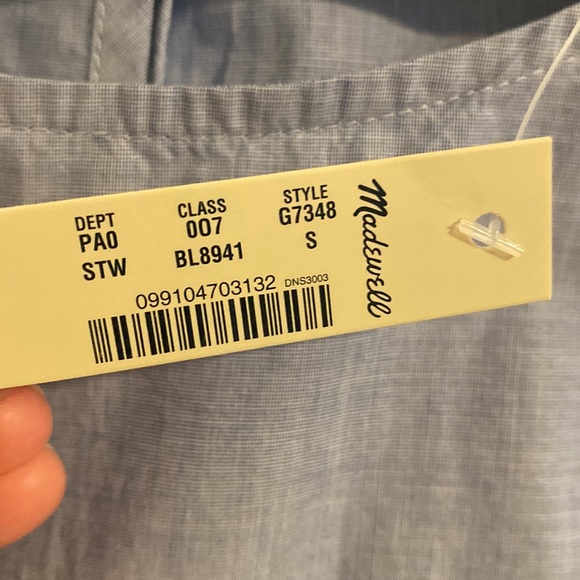 DEPT CLASS STYLE
PA0 007 G7348
STW BL8941 S
099104703132 DNS3003
Madewell